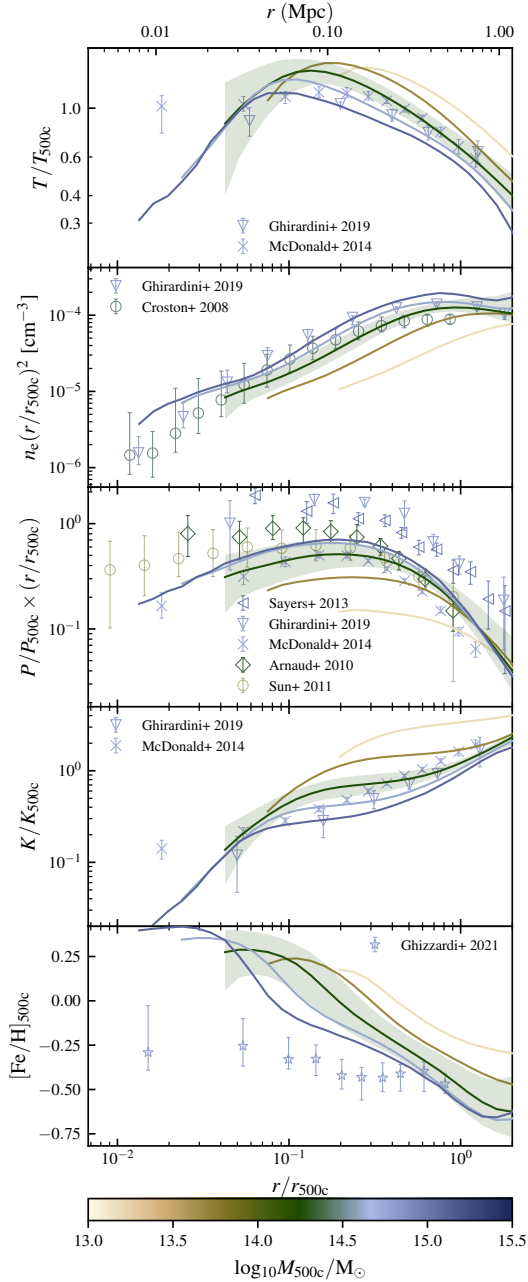 r (Mpc)
0.01 0.10 1.00
T/T500c
1.0
0.6
0.4
0.3
Ghirardini+ 2019
McDonald+ 2014
ne(r/r500c)² [cm⁻³]
10⁻⁴
10⁻⁵
10⁻⁶
Ghirardini+ 2019
Croston+ 2008
P/P500c × (r/r500c)
10⁰
10⁻¹
Sayers+ 2013
Ghirardini+ 2019
McDonald+ 2014
Arnaud+ 2010
Sun+ 2011
K/K500c
10⁰
10⁻¹
Ghirardini+ 2019
McDonald+ 2014
[Fe/H]500c
0.25
0.00
−0.25
−0.50
−0.75
Ghizzardi+ 2021
10⁻² 10⁻¹ 10⁰
r/r500c
13.0 13.5 14.0 14.5 15.0 15.5
log₁₀M500c/M☉